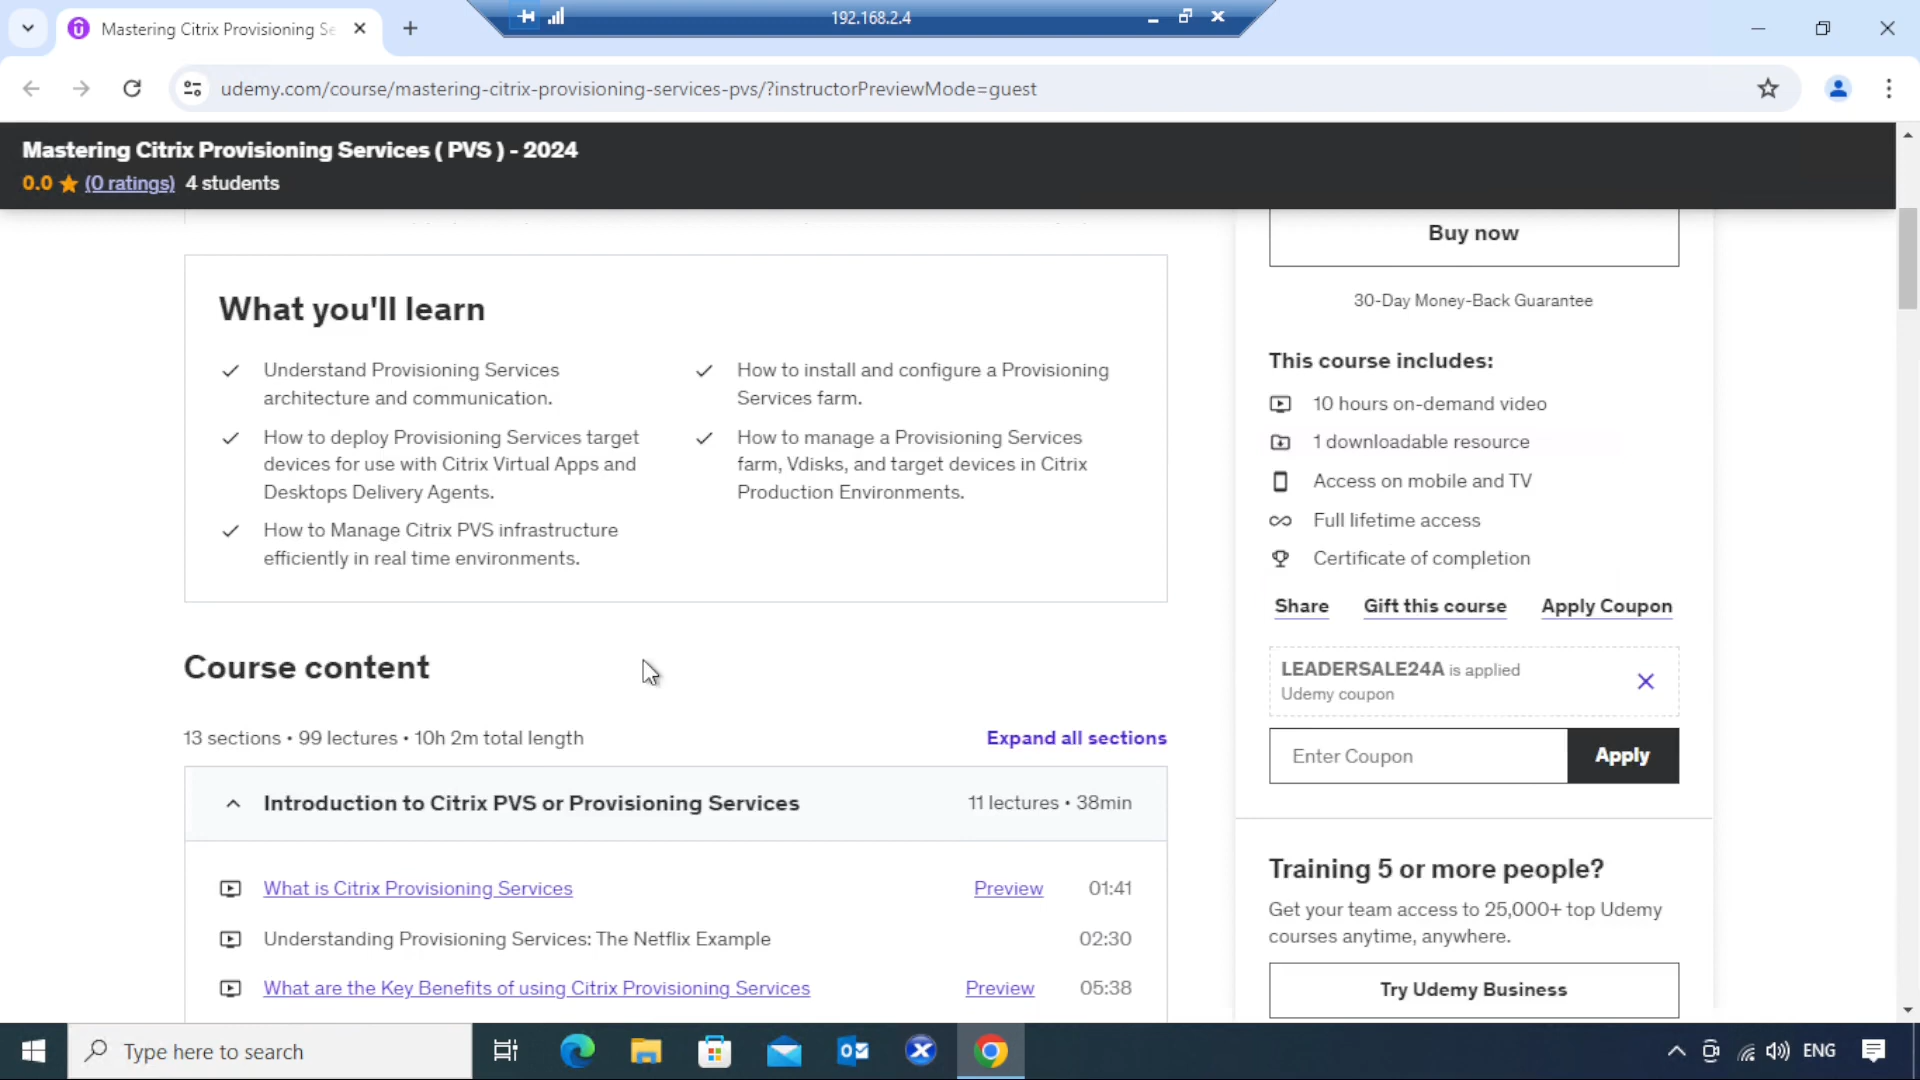 Mastering Citrix Provisioning Se
192.168.2.4
udemy.com/course/mastering-citrix-provisioning-services-pvs/?instructorPreviewMode=guest
Mastering Citrix Provisioning Services ( PVS ) - 2024
0.0 (0 ratings) 4 students
What you'll learn
Understand Provisioning Services
architecture and communication.
How to install and configure a Provisioning
Services farm.
How to deploy Provisioning Services target
devices for use with Citrix Virtual Apps and
Desktops Delivery Agents.
How to manage a Provisioning Services
farm, Vdisks, and target devices in Citrix
Production Environments.
How to Manage Citrix PVS infrastructure
efficiently in real time environments.
Course content
13 sections • 99 lectures • 10h 2m total length
Expand all sections
Introduction to Citrix PVS or Provisioning Services
11 lectures • 38min
What is Citrix Provisioning Services Preview 01:41
Understanding Provisioning Services: The Netflix Example 02:30
What are the Key Benefits of using Citrix Provisioning Services Preview 05:38
Buy now
30-Day Money-Back Guarantee
This course includes:
10 hours on-demand video
1 downloadable resource
Access on mobile and TV
Full lifetime access
Certificate of completion
Share Gift this course Apply Coupon
LEADERSALE24A is applied
Udemy coupon
Enter Coupon Apply
Training 5 or more people?
Get your team access to 25,000+ top Udemy
courses anytime, anywhere.
Try Udemy Business
Type here to search
ENG